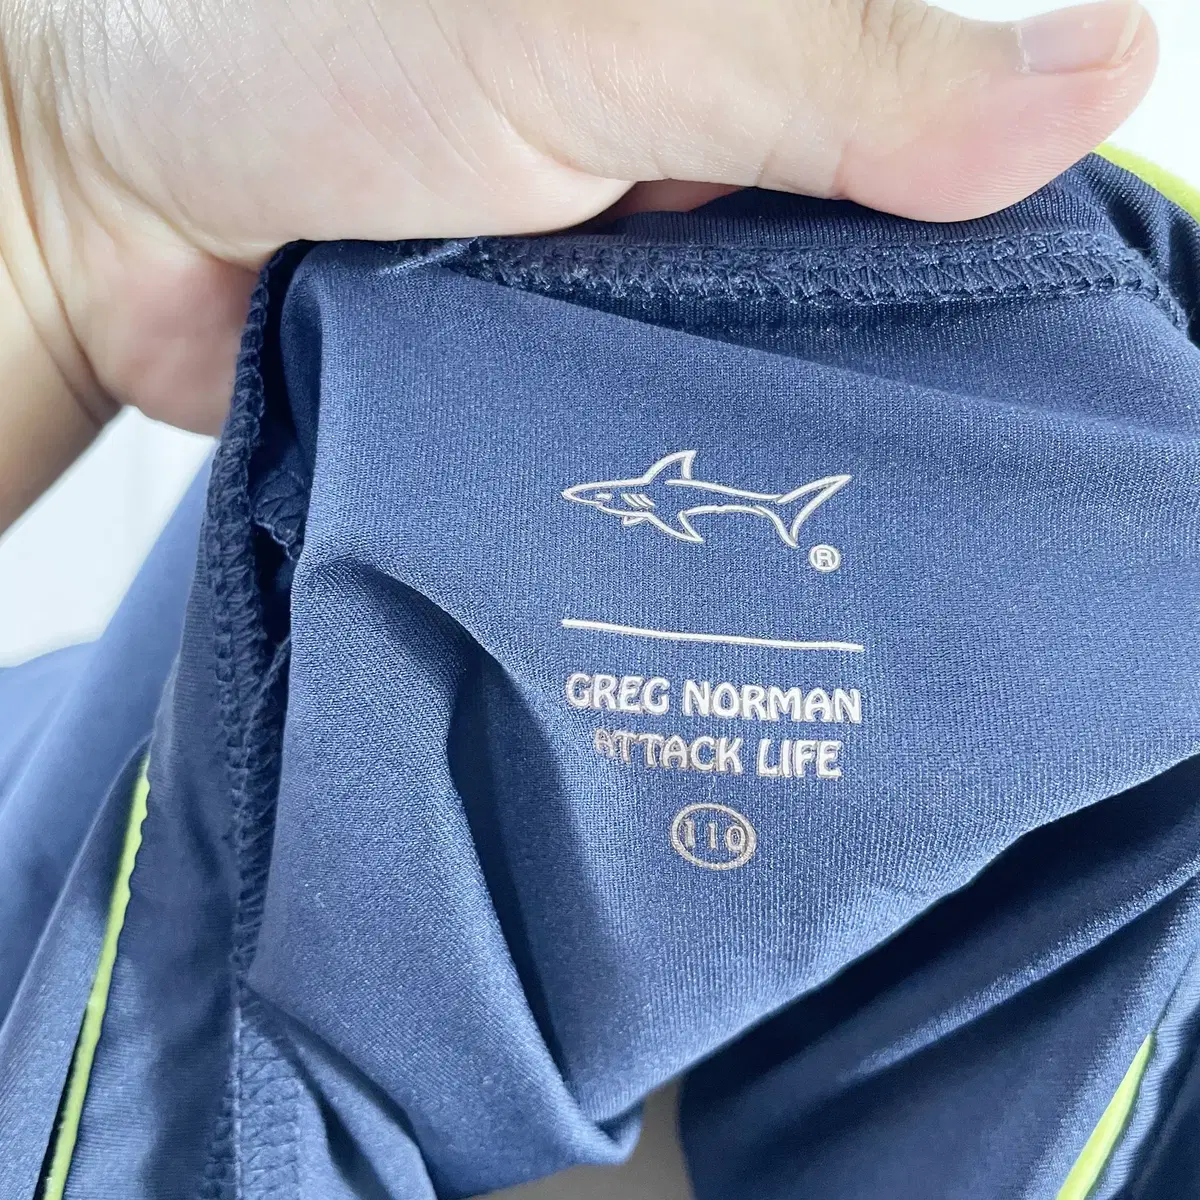 ®
GREG NORMAN
ATTACK LIFE
110